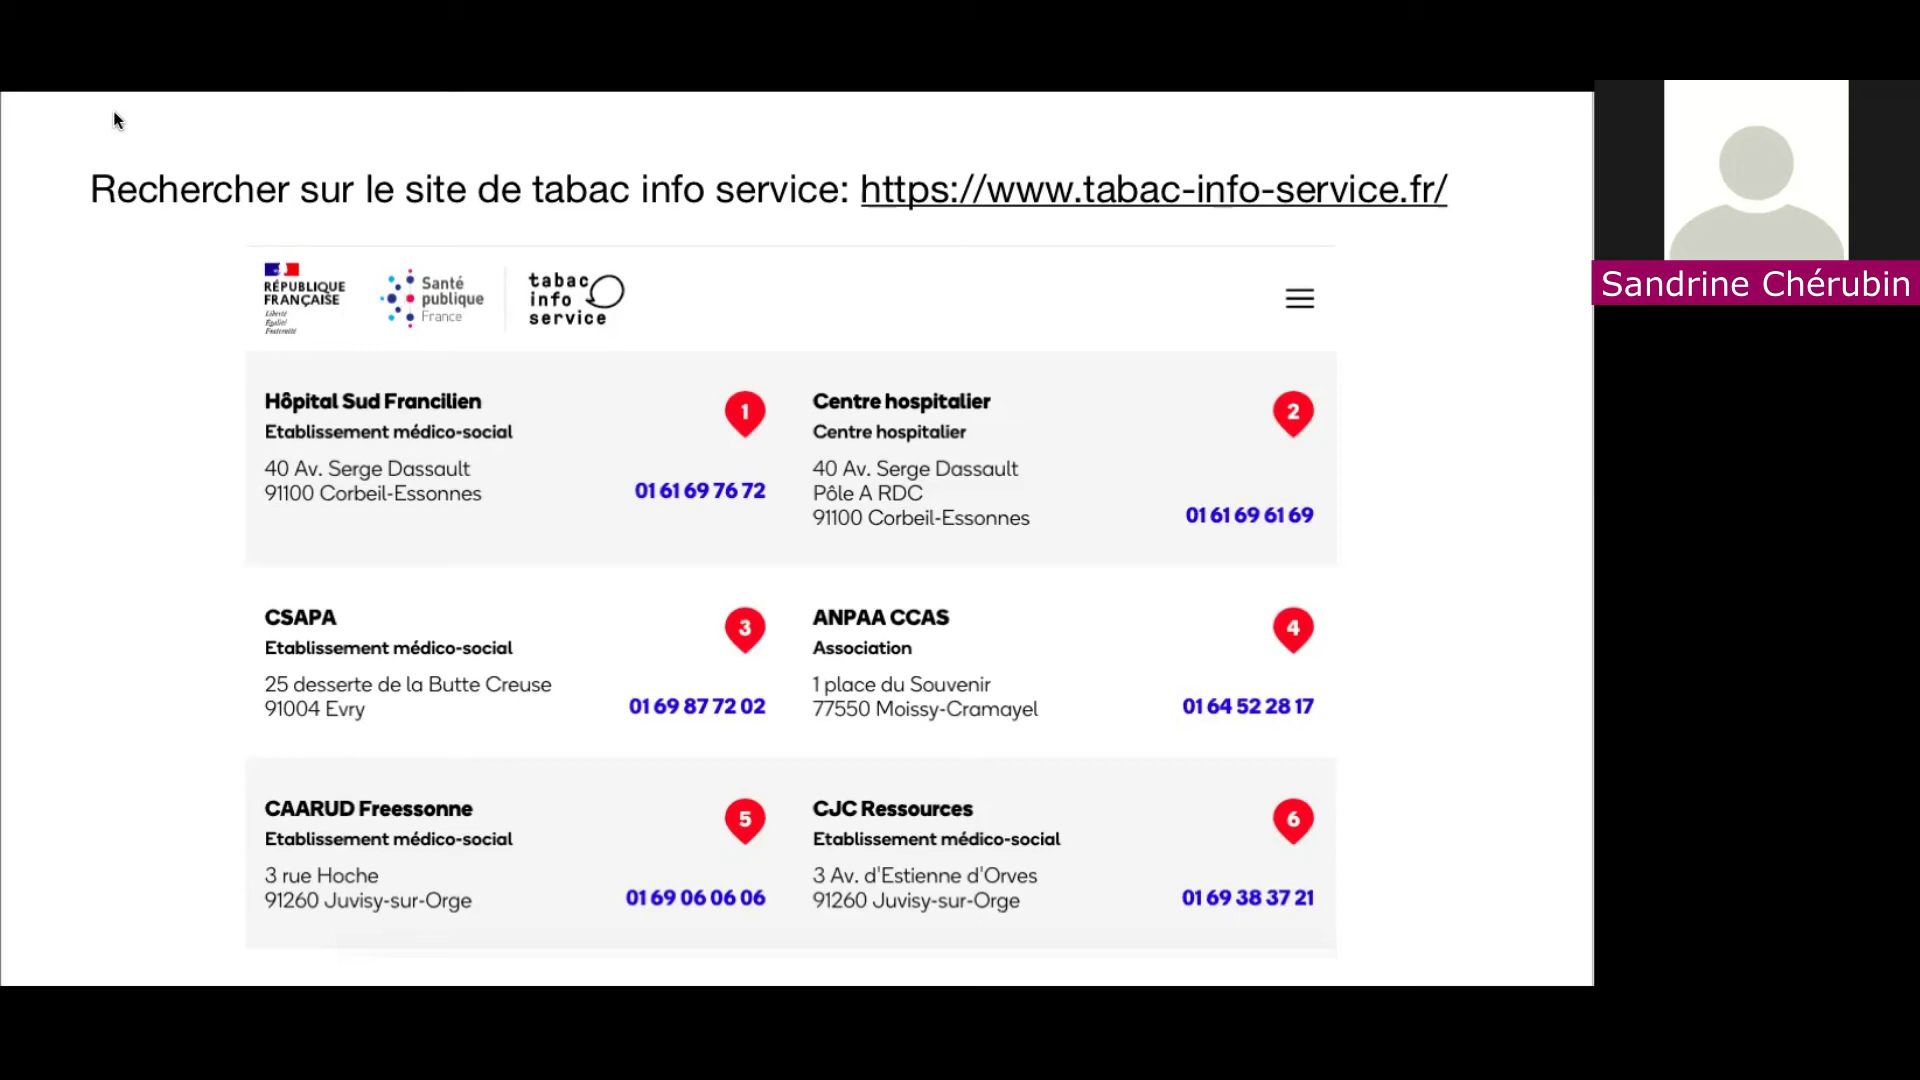 Rechercher sur le site de tabac info service: https://www.tabac-info-service.fr/
Sandrine Chérubin
RÉPUBLIQUE
FRANÇAISE
Liberté
Égalité
Fraternité
Santé
publique
France
tabac
info
service
Hôpital Sud Francilien
Etablissement médico-social
40 Av. Serge Dassault
91100 Corbeil-Essonnes
1
01 61 69 76 72
Centre hospitalier
Centre hospitalier
40 Av. Serge Dassault
Pôle A RDC
91100 Corbeil-Essonnes
2
01 61 69 61 69
CSAPA
Etablissement médico-social
25 desserte de la Butte Creuse
91004 Evry
3
01 69 87 72 02
ANPAA CCAS
Association
1 place du Souvenir
77550 Moissy-Cramayel
4
01 64 52 28 17
CAARUD Freessonne
Etablissement médico-social
3 rue Hoche
91260 Juvisy-sur-Orge
5
01 69 06 06 06
CJC Ressources
Etablissement médico-social
3 Av. d'Estienne d'Orves
91260 Juvisy-sur-Orge
6
01 69 38 37 21